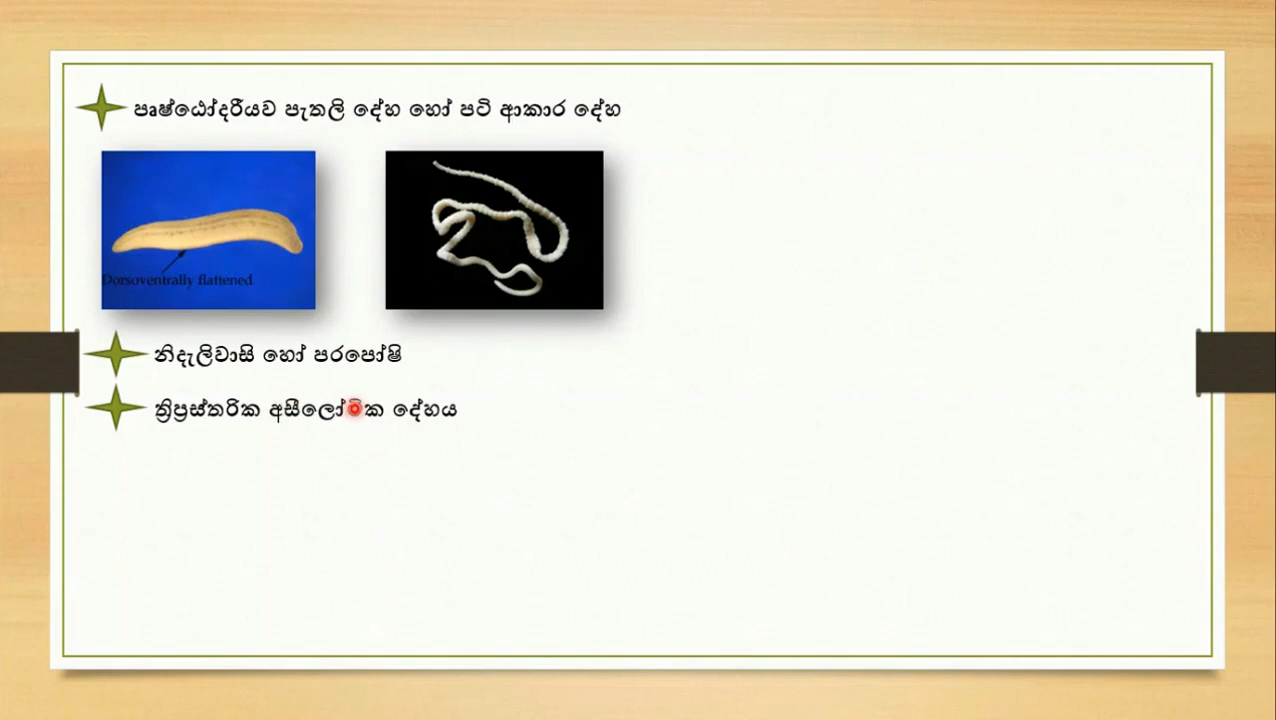 පෘෂ්ඨෝදරීයව පැතලි දේහ හෝ පටි ආකාර දේහ
Dorsoventrally flattened
නිදැලිවාසි හෝ පරපෝෂි
ත්‍රිප්‍රස්තරික අසීලෝමික දේහය